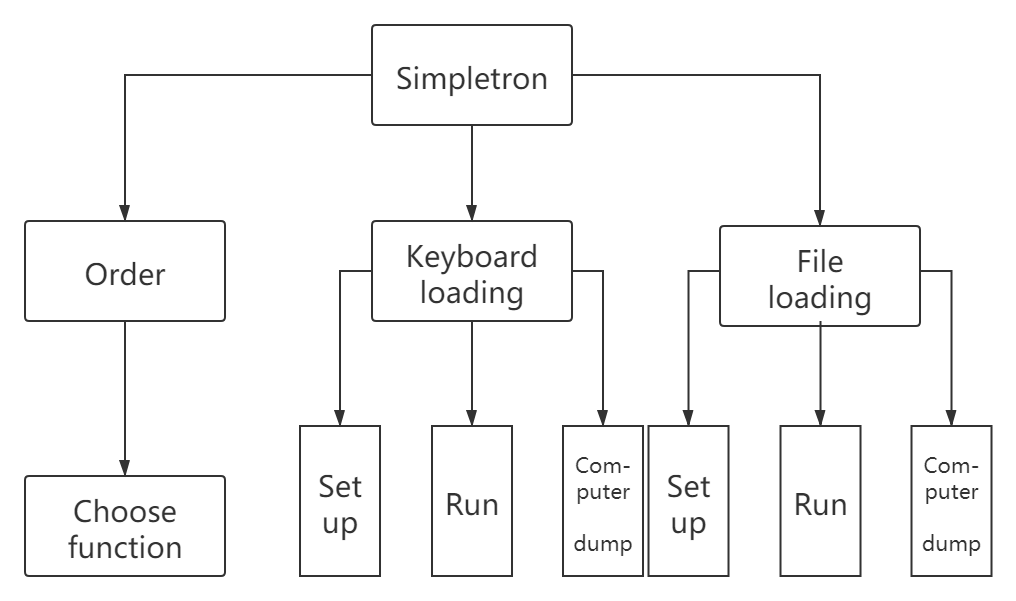 Simpletron
Order
Keyboard
loading
File
loading
Choose
function
Set
up
Run
Com-
puter
dump
Set
up
Run
Com-
puter
dump